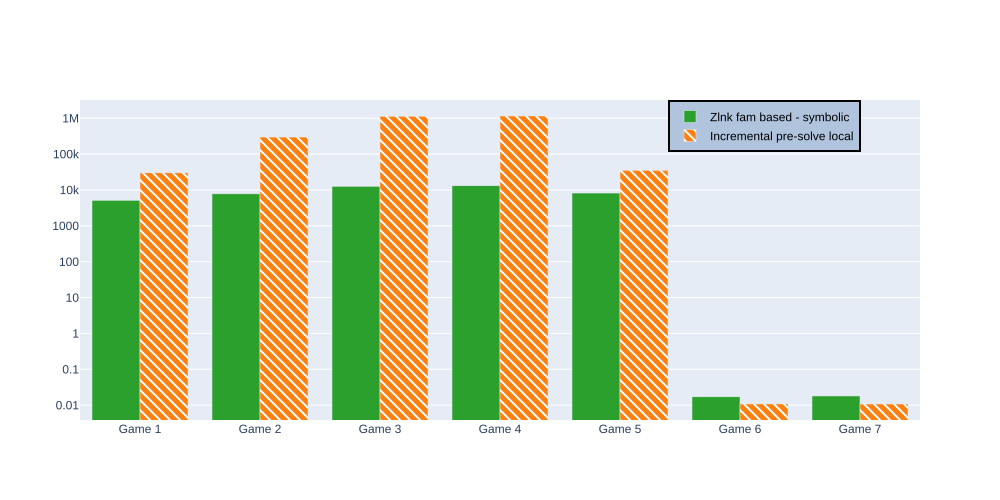 Zlnk fam based - symbolic
Incremental pre-solve local
1M
100k
10k
1000
100
10
1
0.1
0.01
Game 1
Game 2
Game 3
Game 4
Game 5
Game 6
Game 7